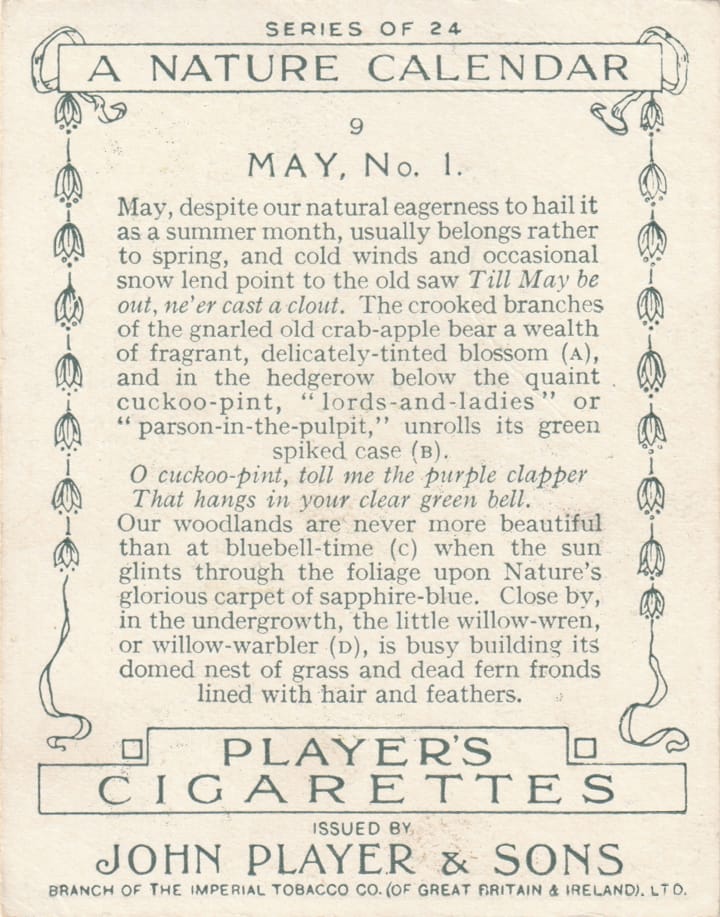 SERIES OF 24
A NATURE CALENDAR
9
MAY, No. 1.
May, despite our natural eagerness to hail it
as a summer month, usually belongs rather
to spring, and cold winds and occasional
snow lend point to the old saw Till May be
out, ne'er cast a clout. The crooked branches
of the gnarled old crab-apple bear a wealth
of fragrant, delicately-tinted blossom (A),
and in the hedgerow below the quaint
cuckoo-pint, "lords-and-ladies" or
"parson-in-the-pulpit," unrolls its green
spiked case (B).
O cuckoo-pint, toll me the purple clapper
That hangs in your clear green bell.
Our woodlands are never more beautiful
than at bluebell-time (C) when the sun
glints through the foliage upon Nature's
glorious carpet of sapphire-blue. Close by,
in the undergrowth, the little willow-wren,
or willow-warbler (D), is busy building its
domed nest of grass and dead fern fronds
lined with hair and feathers.
PLAYER'S
CIGARETTES
ISSUED BY
JOHN PLAYER & SONS
BRANCH OF THE IMPERIAL TOBACCO CO. (OF GREAT BRITAIN & IRELAND), LTD.